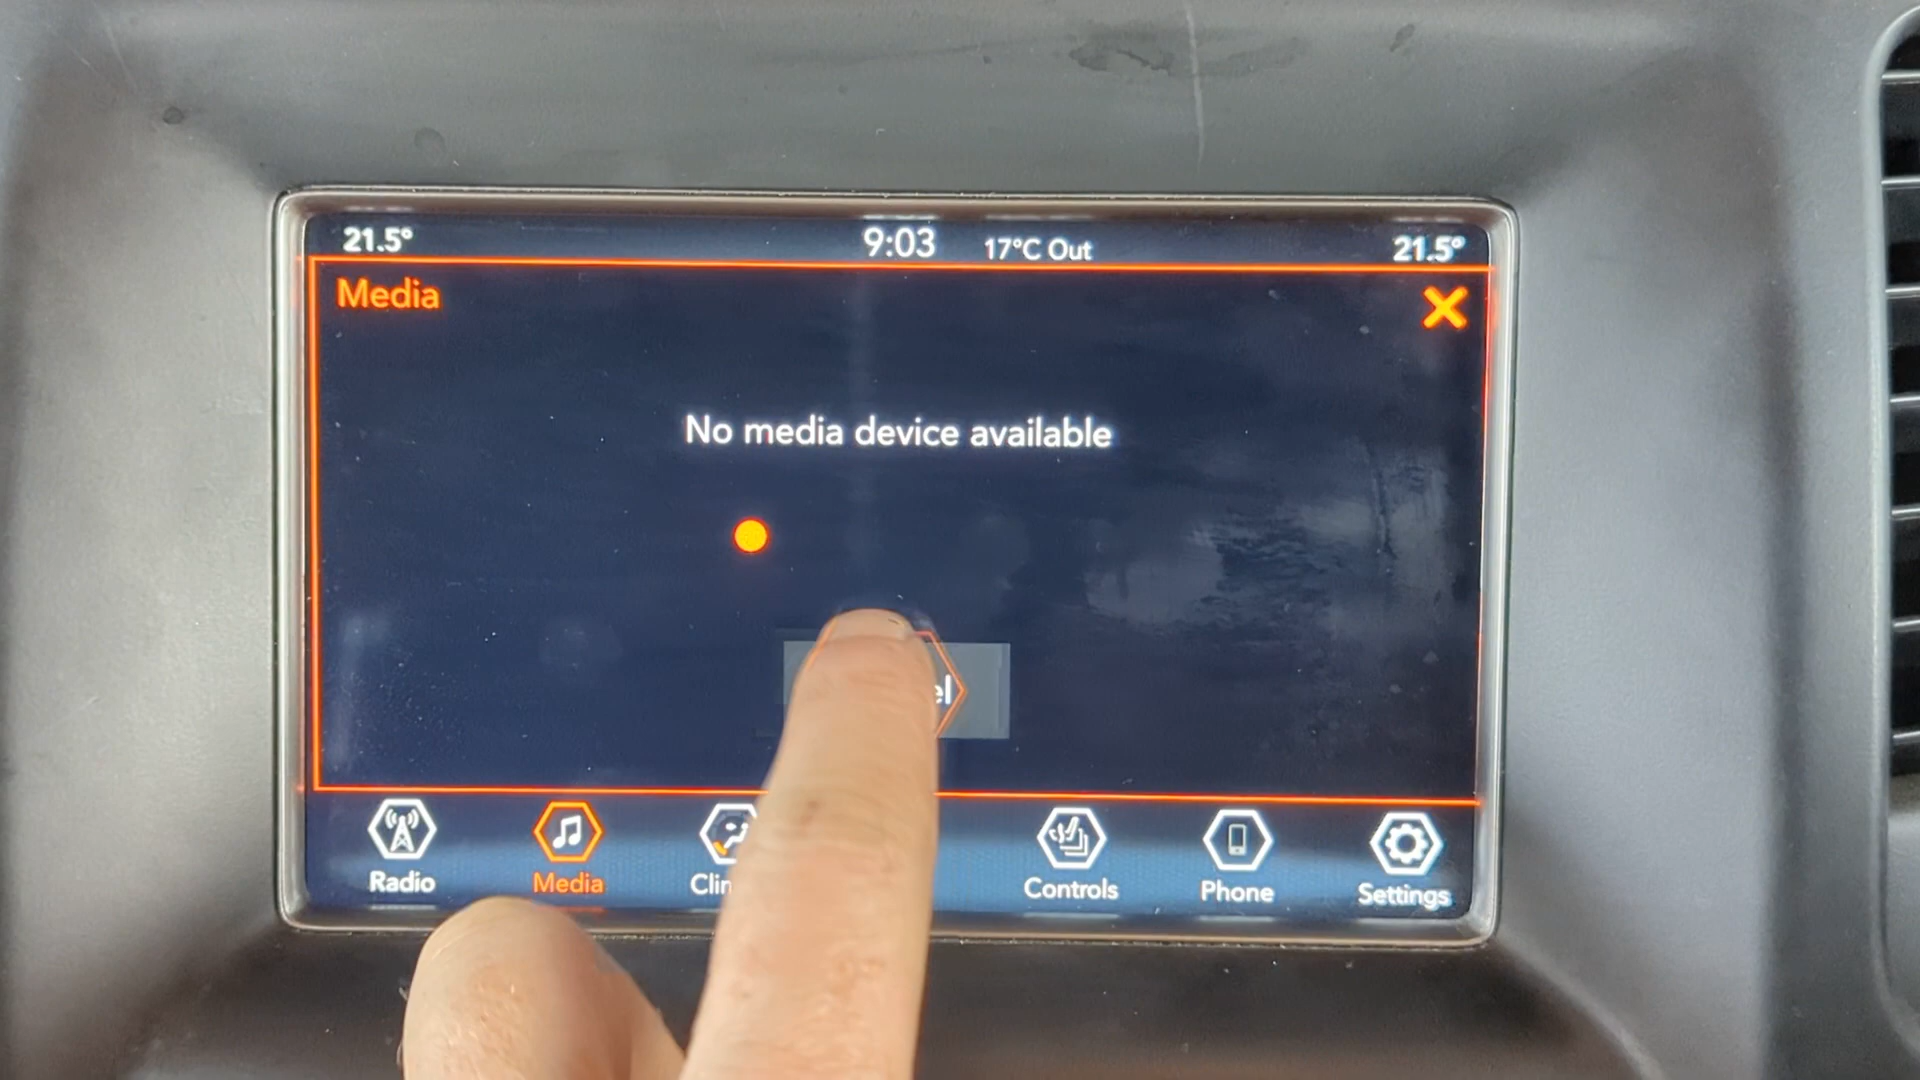 21.5° 9:03 17°C Out 21.5°
Media
No media device available
Radio Media Controls Phone Settings